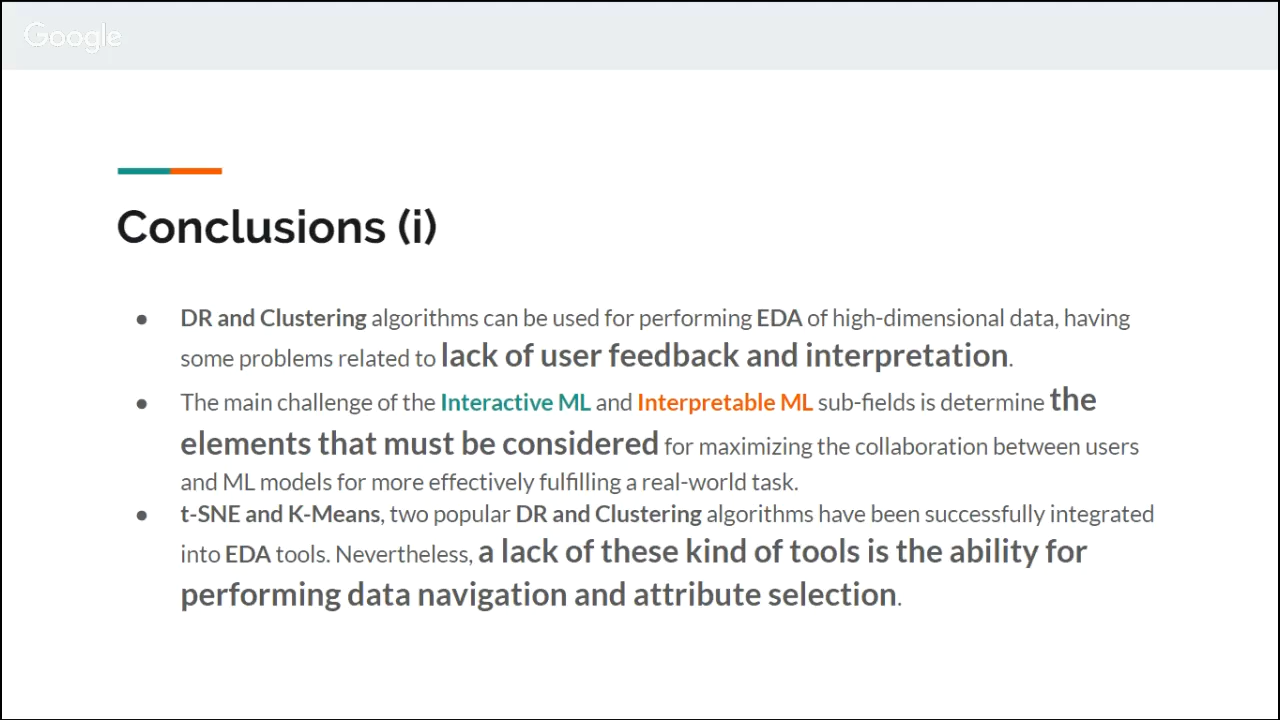 Google
Conclusions (i)
● DR and Clustering algorithms can be used for performing EDA of high-dimensional data, having
some problems related to lack of user feedback and interpretation.
● The main challenge of the Interactive ML and Interpretable ML sub-fields is determine the
elements that must be considered for maximizing the collaboration between users
and ML models for more effectively fulfilling a real-world task.
● t-SNE and K-Means, two popular DR and Clustering algorithms have been successfully integrated
into EDA tools. Nevertheless, a lack of these kind of tools is the ability for
performing data navigation and attribute selection.